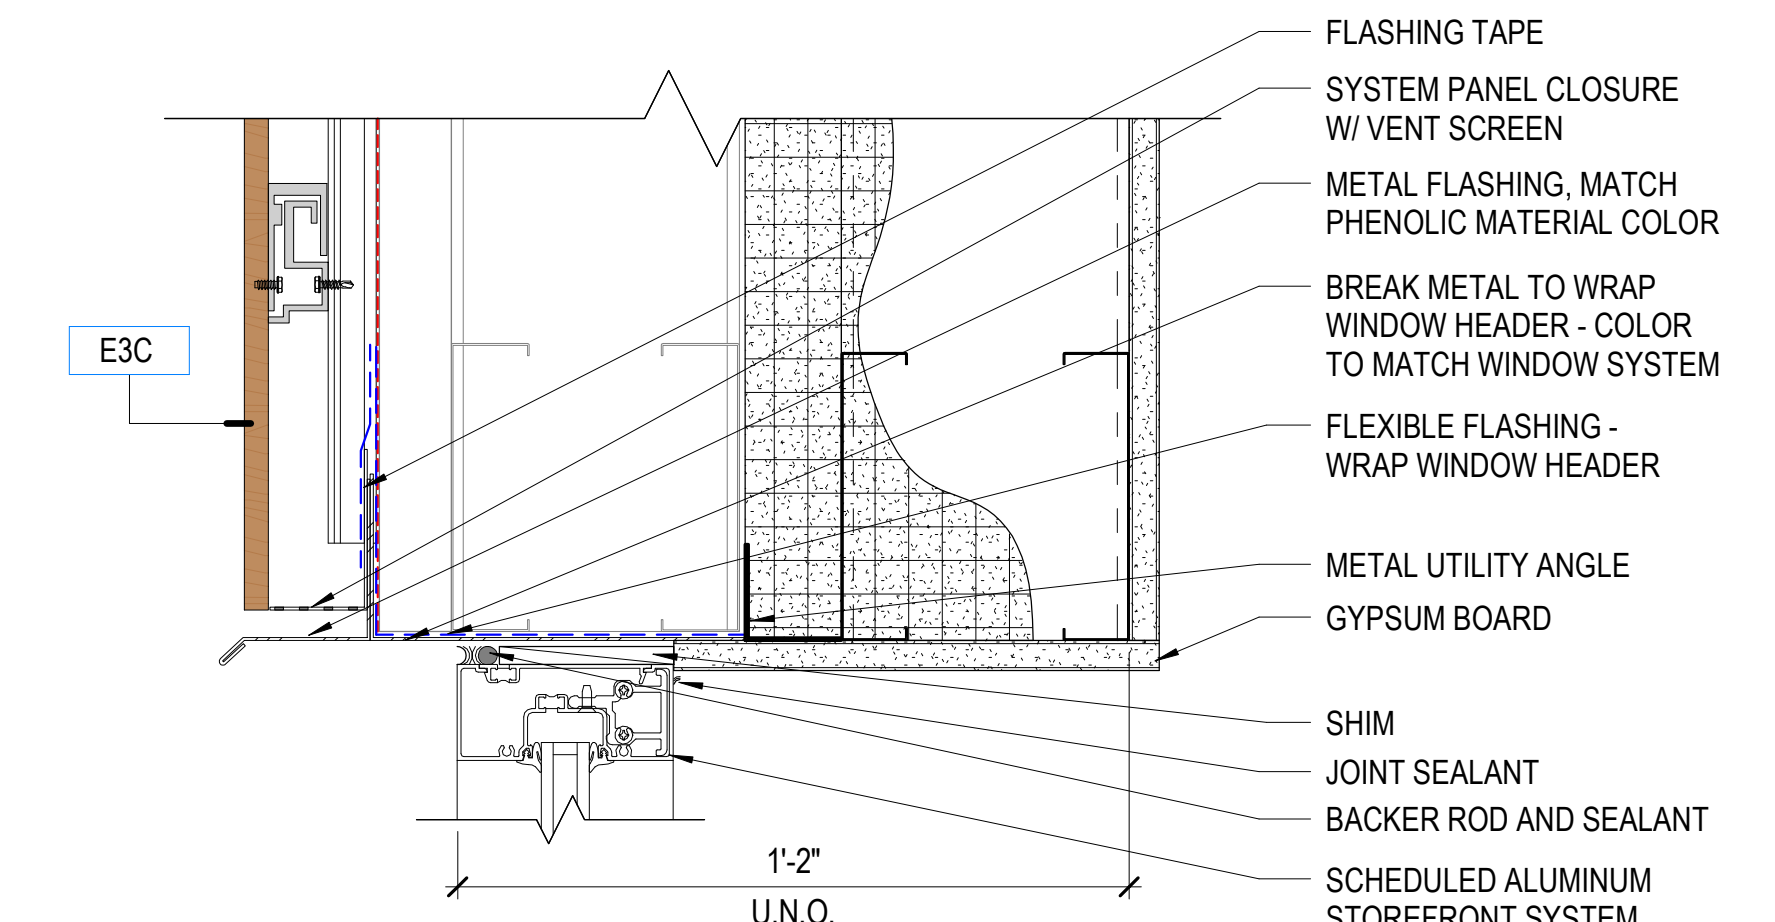 FLASHING TAPE
SYSTEM PANEL CLOSURE
W/ VENT SCREEN
METAL FLASHING, MATCH
PHENOLIC MATERIAL COLOR
BREAK METAL TO WRAP
WINDOW HEADER - COLOR
TO MATCH WINDOW SYSTEM
E3C
FLEXIBLE FLASHING -
WRAP WINDOW HEADER
METAL UTILITY ANGLE
GYPSUM BOARD
SHIM
JOINT SEALANT
BACKER ROD AND SEALANT
1'-2"
U.N.O.
SCHEDULED ALUMINUM
STOREFRONT SYSTEM